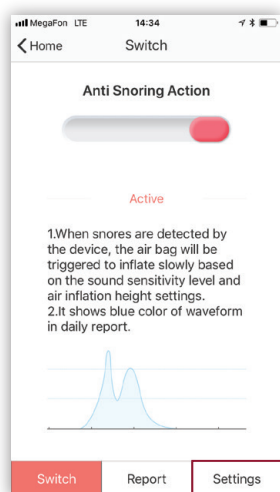 MegaFon LTE 14:34
Home Switch
Anti Snoring Action
Active
1.When snores are detected by
the device, the air bag will be
triggered to inflate slowly based
on the sound sensitivity level and
air inflation height settings.
2.It shows blue color of waveform
in daily report.
Switch Report Settings